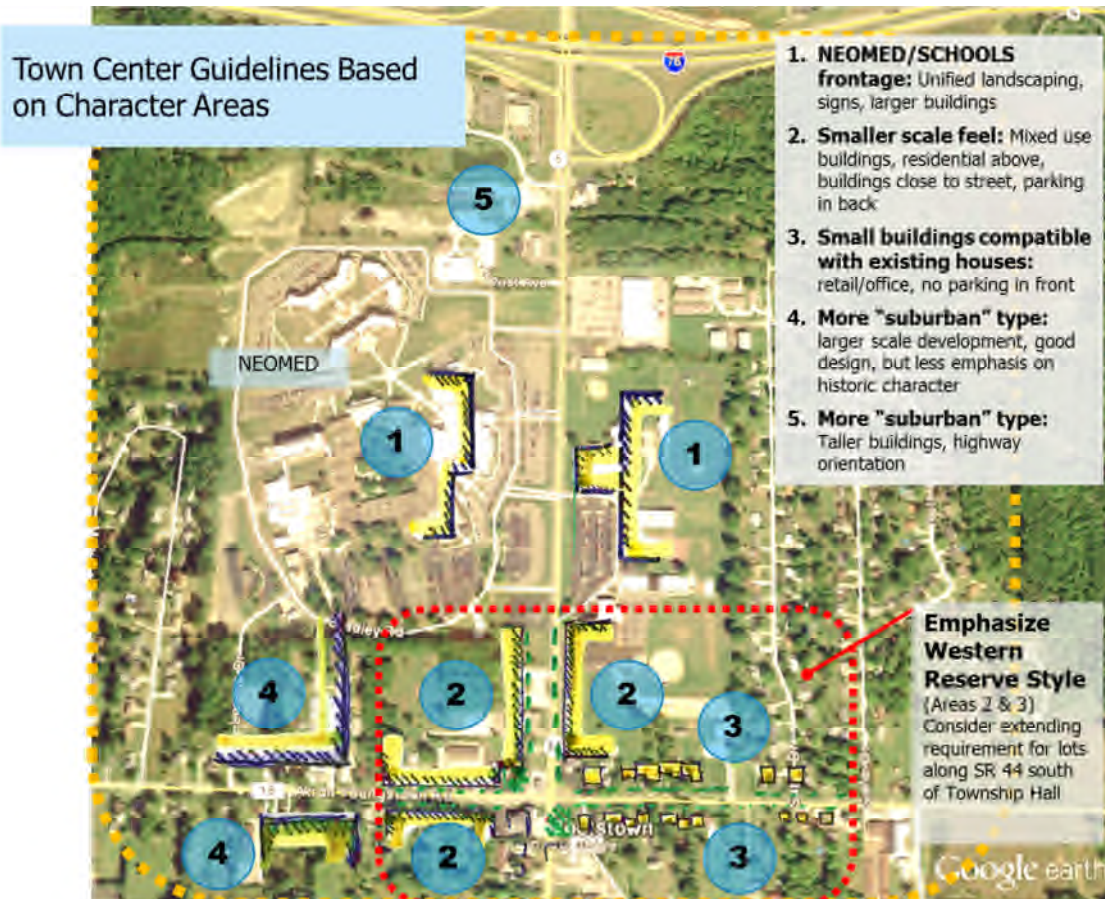 Town Center Guidelines Based
on Character Areas
76
1. NEOMED/SCHOOLS
frontage: Unified landscaping,
signs, larger buildings
2. Smaller scale feel: Mixed use
buildings, residential above,
buildings close to street, parking
in back
3. Small buildings compatible
with existing houses:
retail/office, no parking in front
4. More "suburban" type:
larger scale development, good
design, but less emphasis on
historic character
5. More "suburban" type:
Taller buildings, highway
orientation
5
NEOMED
1
1
Emphasize
Western
Reserve Style
(Areas 2 & 3)
Consider extending
requirement for lots
along SR 44 south
of Township Hall
4
2
2
3
18
4
2
3
Google earth